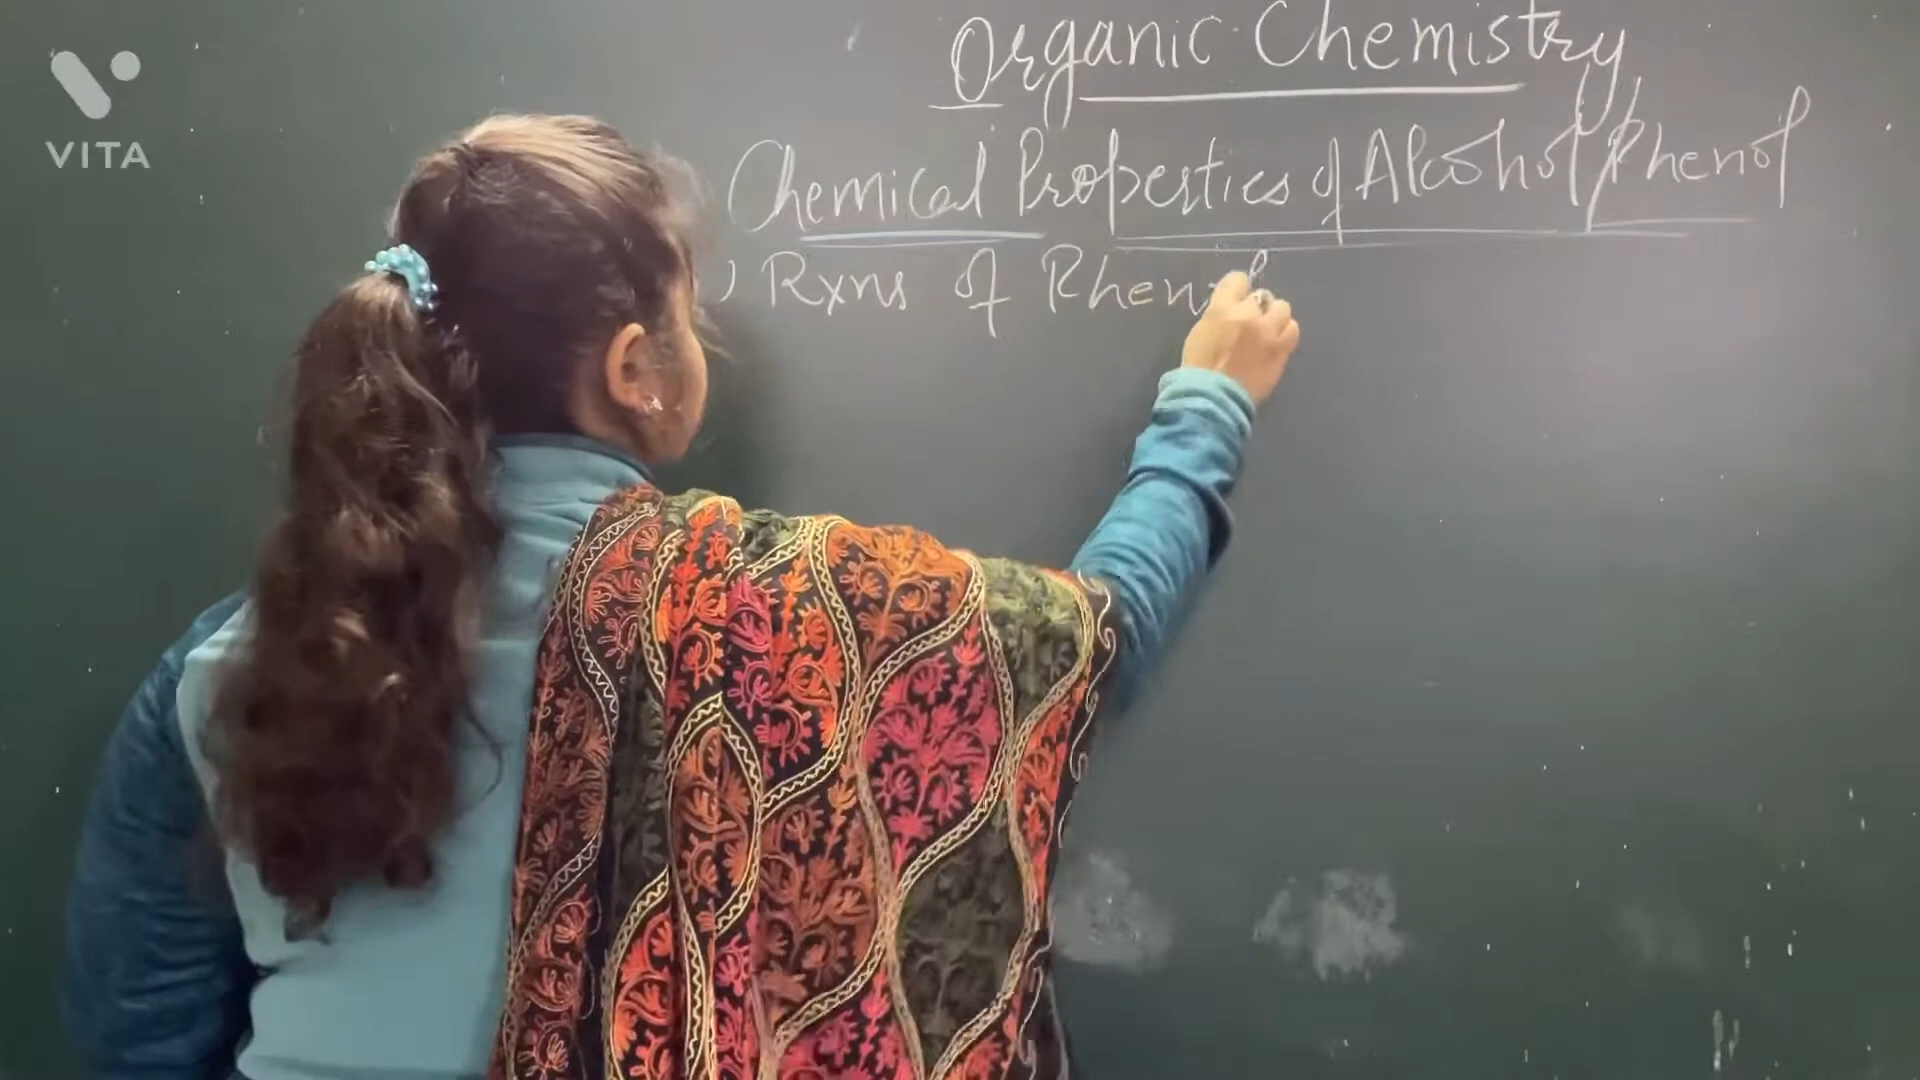 VITA
Organic Chemistry
Chemical Properties of Alcohol/Phenol
) Rxns of Phenol